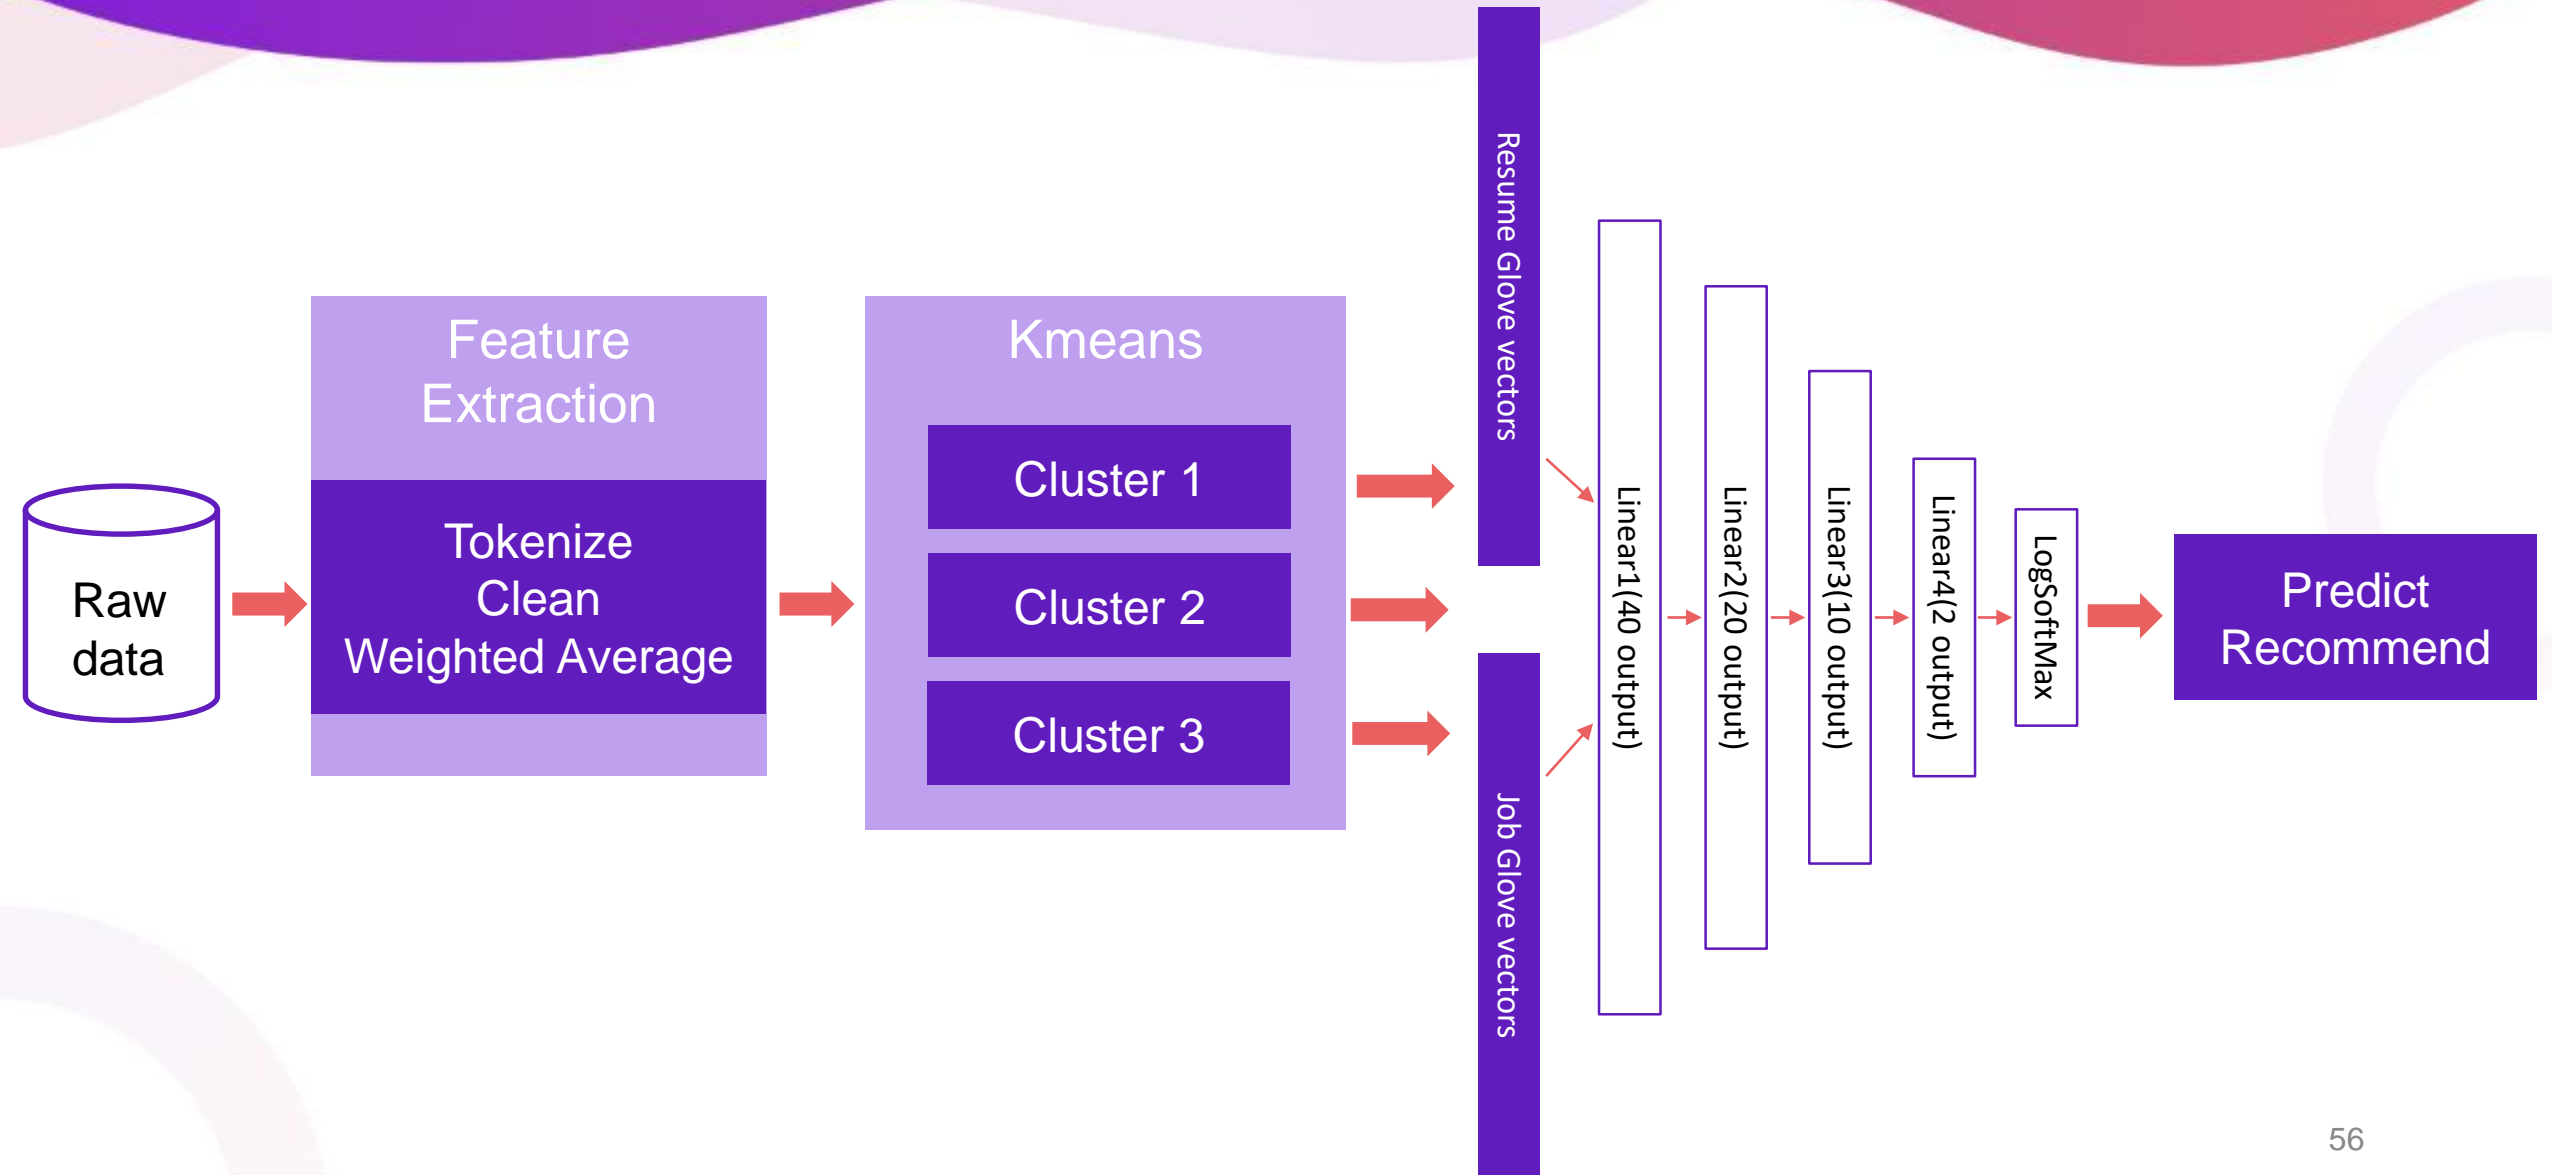 Raw
data
Feature
Extraction
Tokenize
Clean
Weighted Average
Kmeans
Cluster 1
Cluster 2
Cluster 3
Resume Glove vectors
Job Glove vectors
Linear1(40 output)
Linear2(20 output)
Linear3(10 output)
Linear4(2 output)
LogSoftMax
Predict
Recommend
56